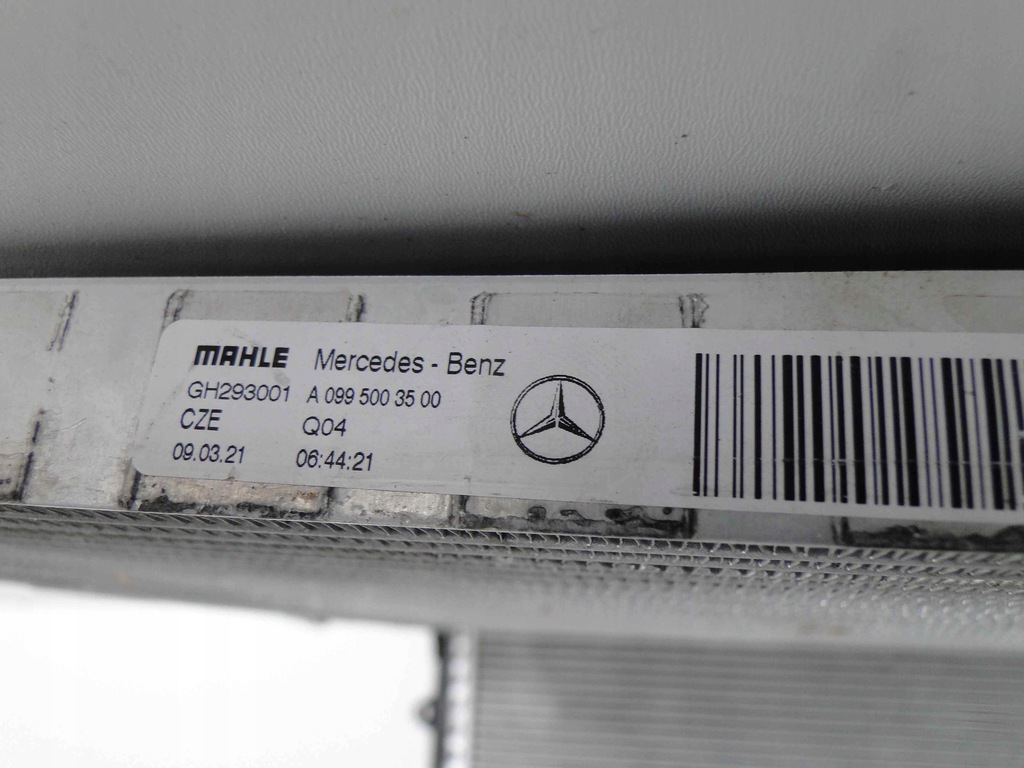 MAHLE Mercedes - Benz
GH293001 A 099 500 35 00
CZE Q04
09.03.21 06:44:21